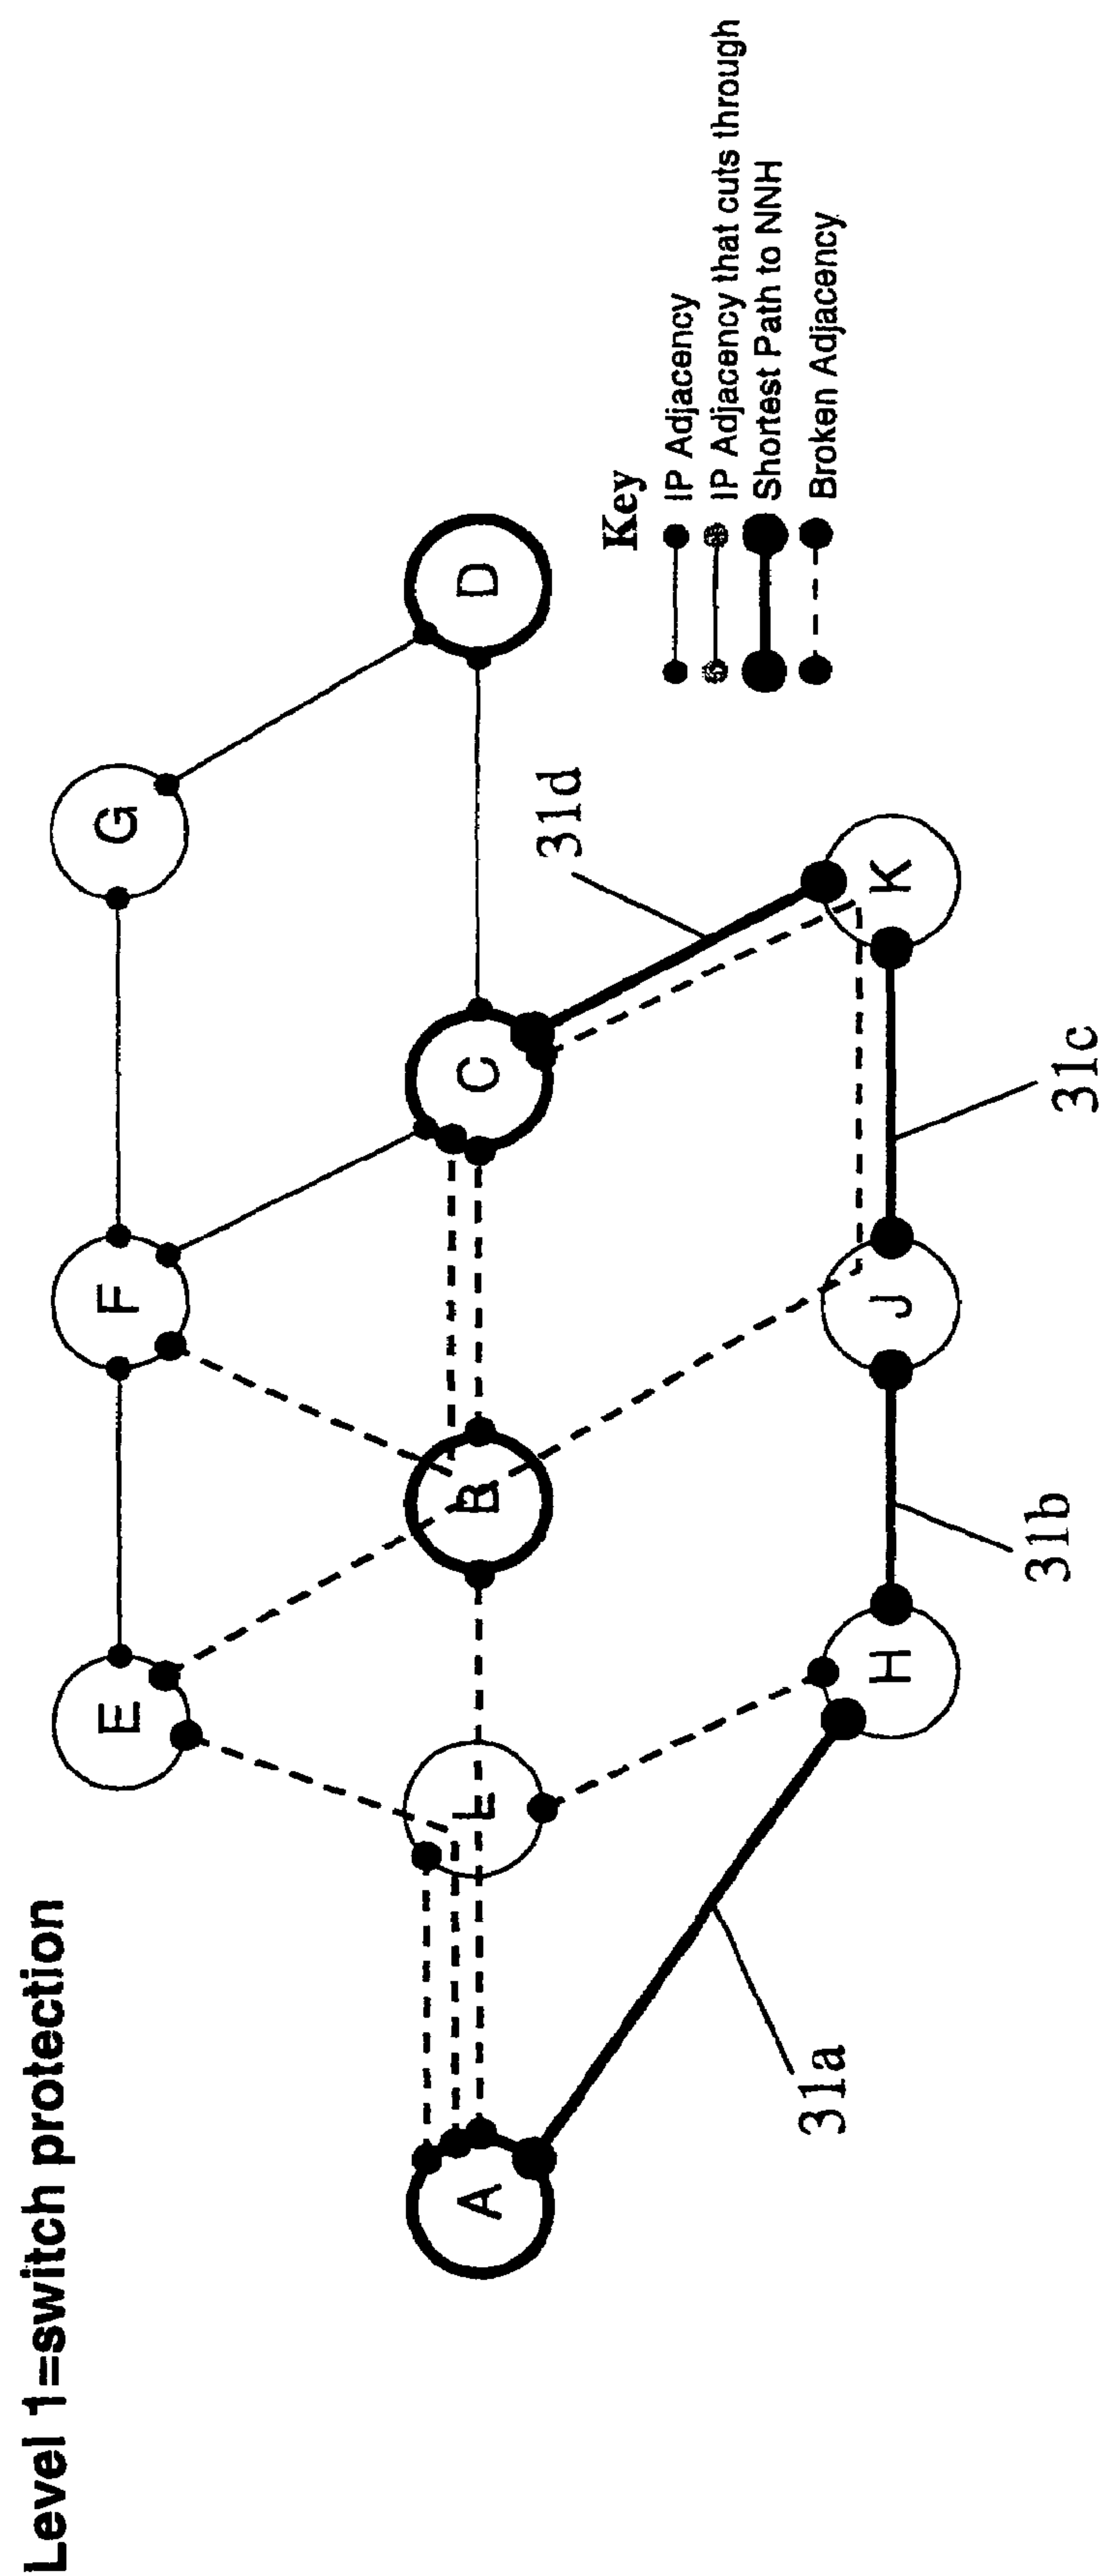 Level 1=switch protection
E
F
G
A
L
B
C
D
H
J
K
31a
31b
31c
31d
Key
IP Adjacency
IP Adjacency that cuts through
Shortest Path to NNH
Broken Adjacency